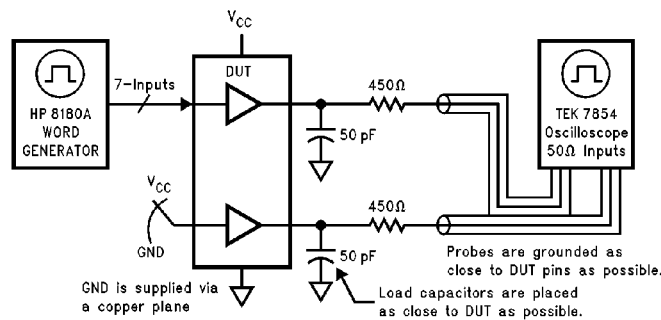 V_CC
DUT
7-Inputs
HP 8180A
WORD
GENERATOR
450Ω
50 pF
TEK 7854
Oscilloscope
50Ω Inputs
V_CC
GND
450Ω
50 pF
GND is supplied via
a copper plane
Load capacitors are placed
as close to DUT as possible.
Probes are grounded as
close to DUT pins as possible.